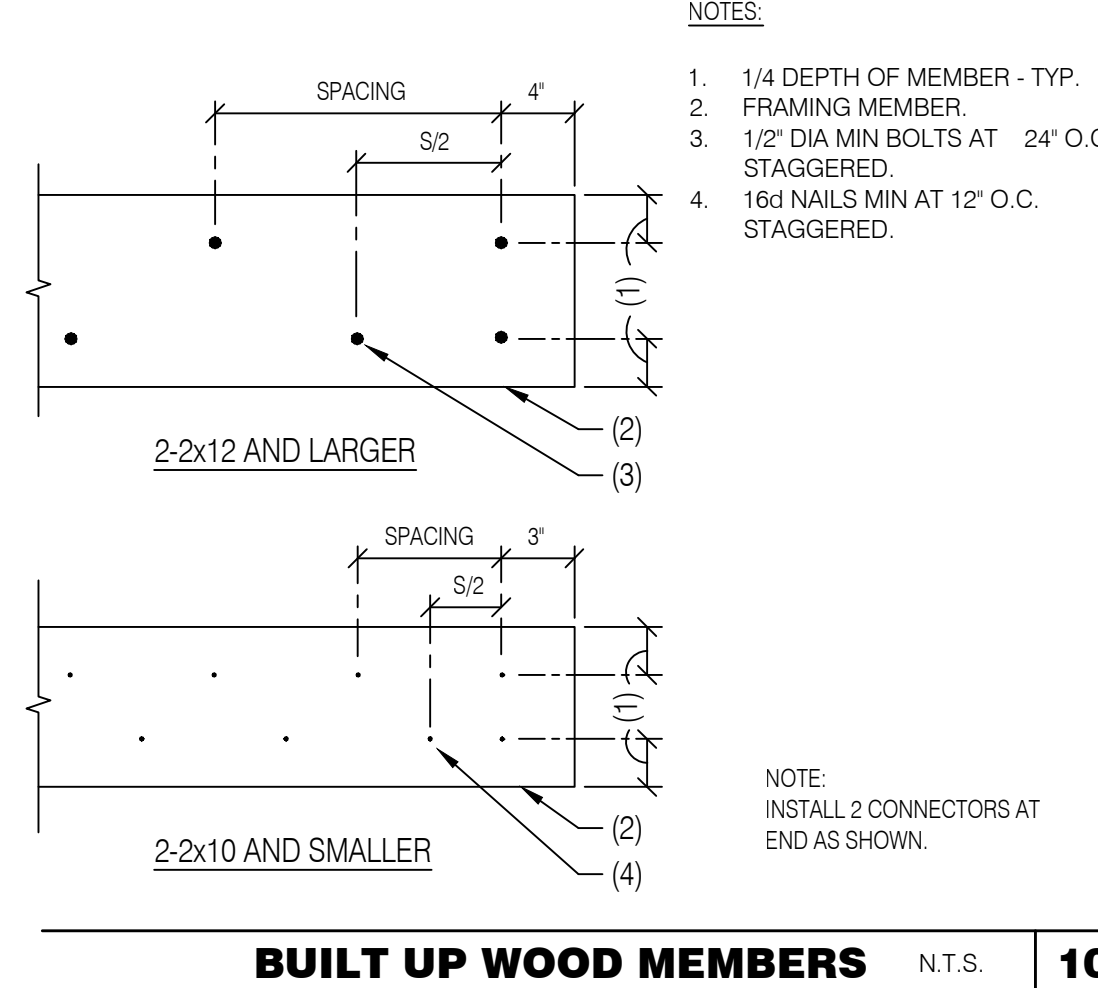 NOTES:
1. 1/4 DEPTH OF MEMBER - TYP.
2. FRAMING MEMBER.
3. 1/2" DIA MIN BOLTS AT 24" O.C
STAGGERED.
4. 16d NAILS MIN AT 12" O.C.
STAGGERED.
SPACING 4"
S/2
(1)
(2)
(3)
2-2x12 AND LARGER
SPACING 3"
S/2
(1)
(2)
(4)
2-2x10 AND SMALLER
NOTE:
INSTALL 2 CONNECTORS AT
END AS SHOWN.
BUILT UP WOOD MEMBERS N.T.S. 10